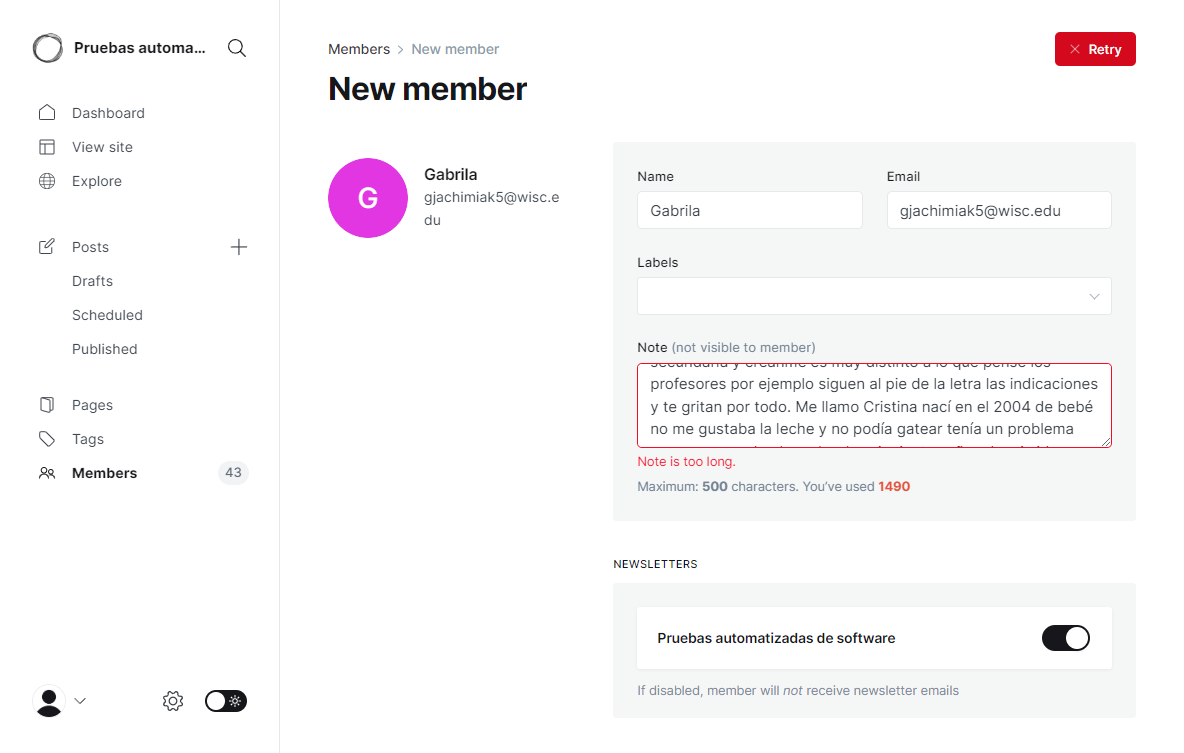 Pruebas automa...
Dashboard
View site
Explore
Posts
Drafts
Scheduled
Published
Pages
Tags
Members
43
Members > New member
Retry
New member
G
Gabrila
gjachimiak5@wisc.e
du
Name
Email
Gabrila
gjachimiak5@wisc.edu
Labels
Note (not visible to member)
profesores por ejemplo siguen al pie de la letra las indicaciones
y te gritan por todo. Me llamo Cristina nací en el 2004 de bebé
no me gustaba la leche y no podía gatear tenía un problema
Note is too long.
Maximum: 500 characters. You've used 1490
NEWSLETTERS
Pruebas automatizadas de software
If disabled, member will not receive newsletter emails